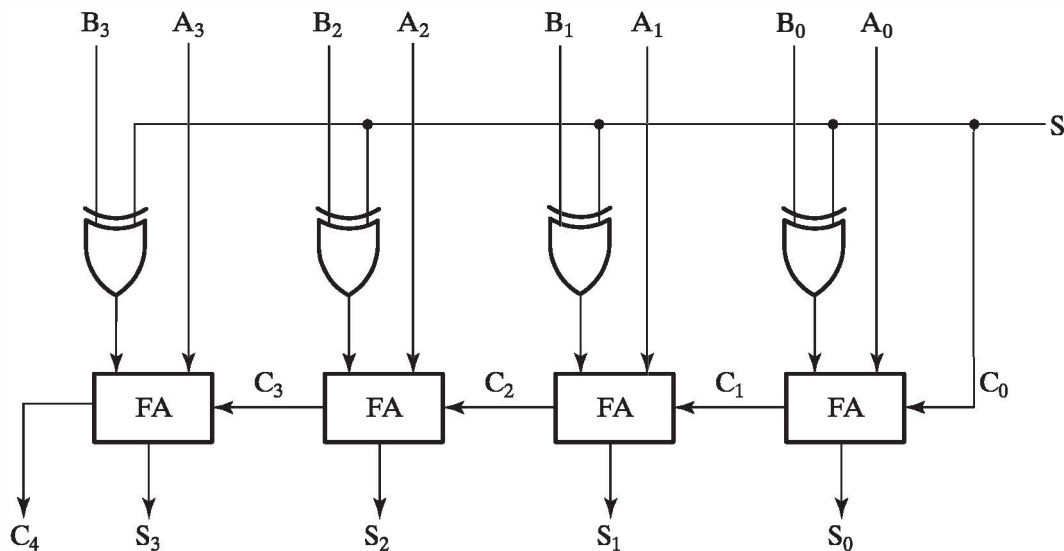 B₃ A₃ B₂ A₂ B₁ A₁ B₀ A₀
S
FA C₃ FA C₂ FA C₁ FA C₀
C₄ S₃ S₂ S₁ S₀